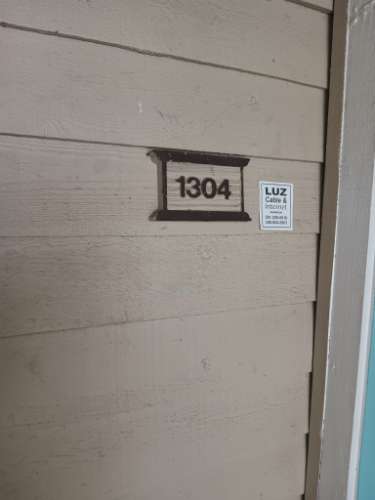 1304
LUZ
Cable &
Internet